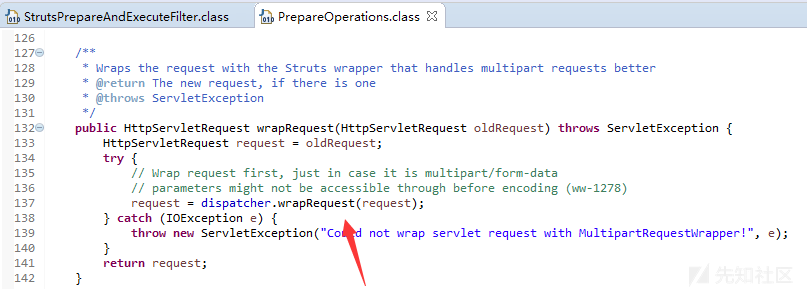 StrutsPrepareAndExecuteFilter.class PrepareOperations.class
126
127 /**
128 * Wraps the request with the Struts wrapper that handles multipart requests better
129 * @return The new request, if there is one
130 * @throws ServletException
131 */
132 public HttpServletRequest wrapRequest(HttpServletRequest oldRequest) throws ServletException {
133 HttpServletRequest request = oldRequest;
134 try {
135 // Wrap request first, just in case it is multipart/form-data
136 // parameters might not be accessible through before encoding (ww-1278)
137 request = dispatcher.wrapRequest(request);
138 } catch (IOException e) {
139 throw new ServletException("Could not wrap servlet request with MultipartRequestWrapper!", e);
140 }
141 return request;
142 }
先知社区